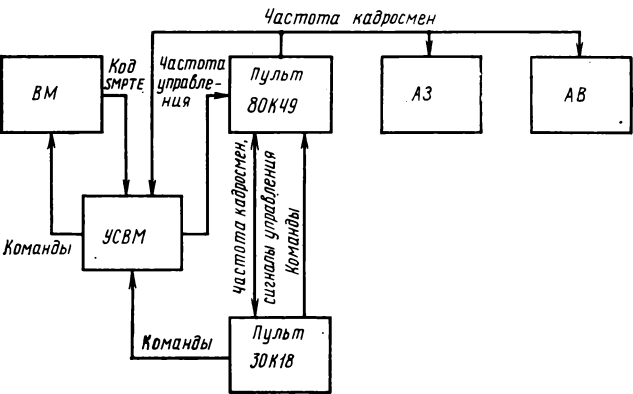 Частота кадросмен
Код
SMPTE
Частота
управле-
ния
ВМ
Пульт
80К49
АЗ
АВ
УСВМ
Команды
Частота кадросмен,
сигналы управления
Команды
Команды
Пульт
30К18